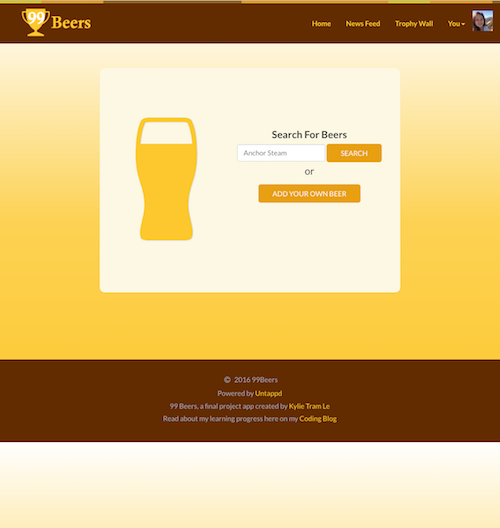 99 Beers
Home News Feed Trophy Wall You
Search For Beers
Anchor Steam SEARCH
or
ADD YOUR OWN BEER
© 2016 99Beers
Powered by Untappd
99 Beers, a final project app created by Kylie Tram Le
Read about my learning progress here on my Coding Blog